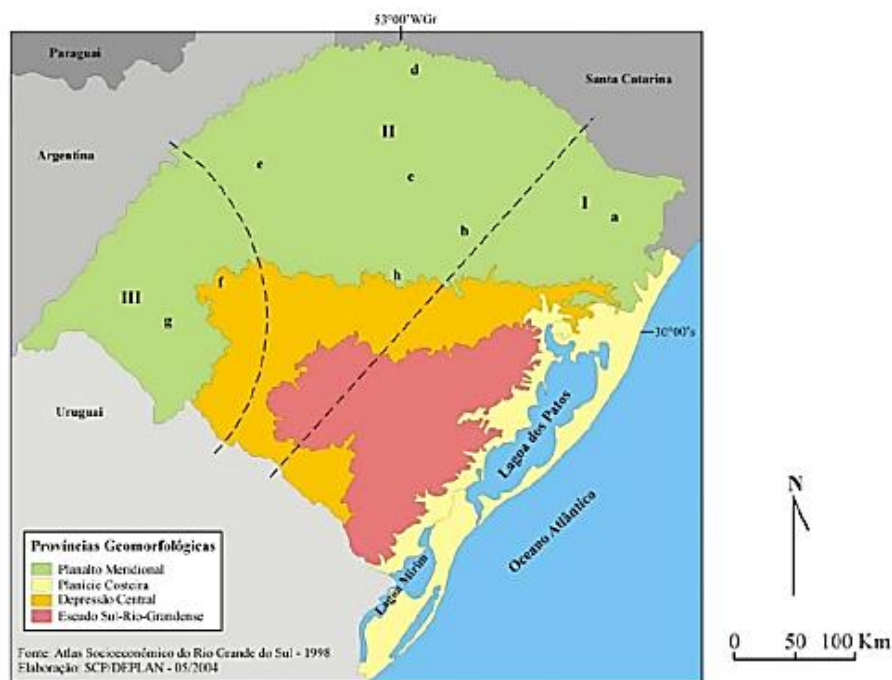 53°00'WGr
Paraguai
d
Santa Catarina
II
Argentina
e
c
I
a
b
h
f
III
g
30°00's
Uruguai
Lagoa dos Patos
N
Oceano Atlântico
Províncias Geomorfológicas
Planalto Meridional
Planície Costeira
Depressão Central
Escudo Sul-Rio-Grandense
Lagoa Mirim
0 50 100 Km
Fonte: Atlas Socioeconômico do Rio Grande do Sul - 1998
Elaboração: SCP/DEPLAN - 05/2004